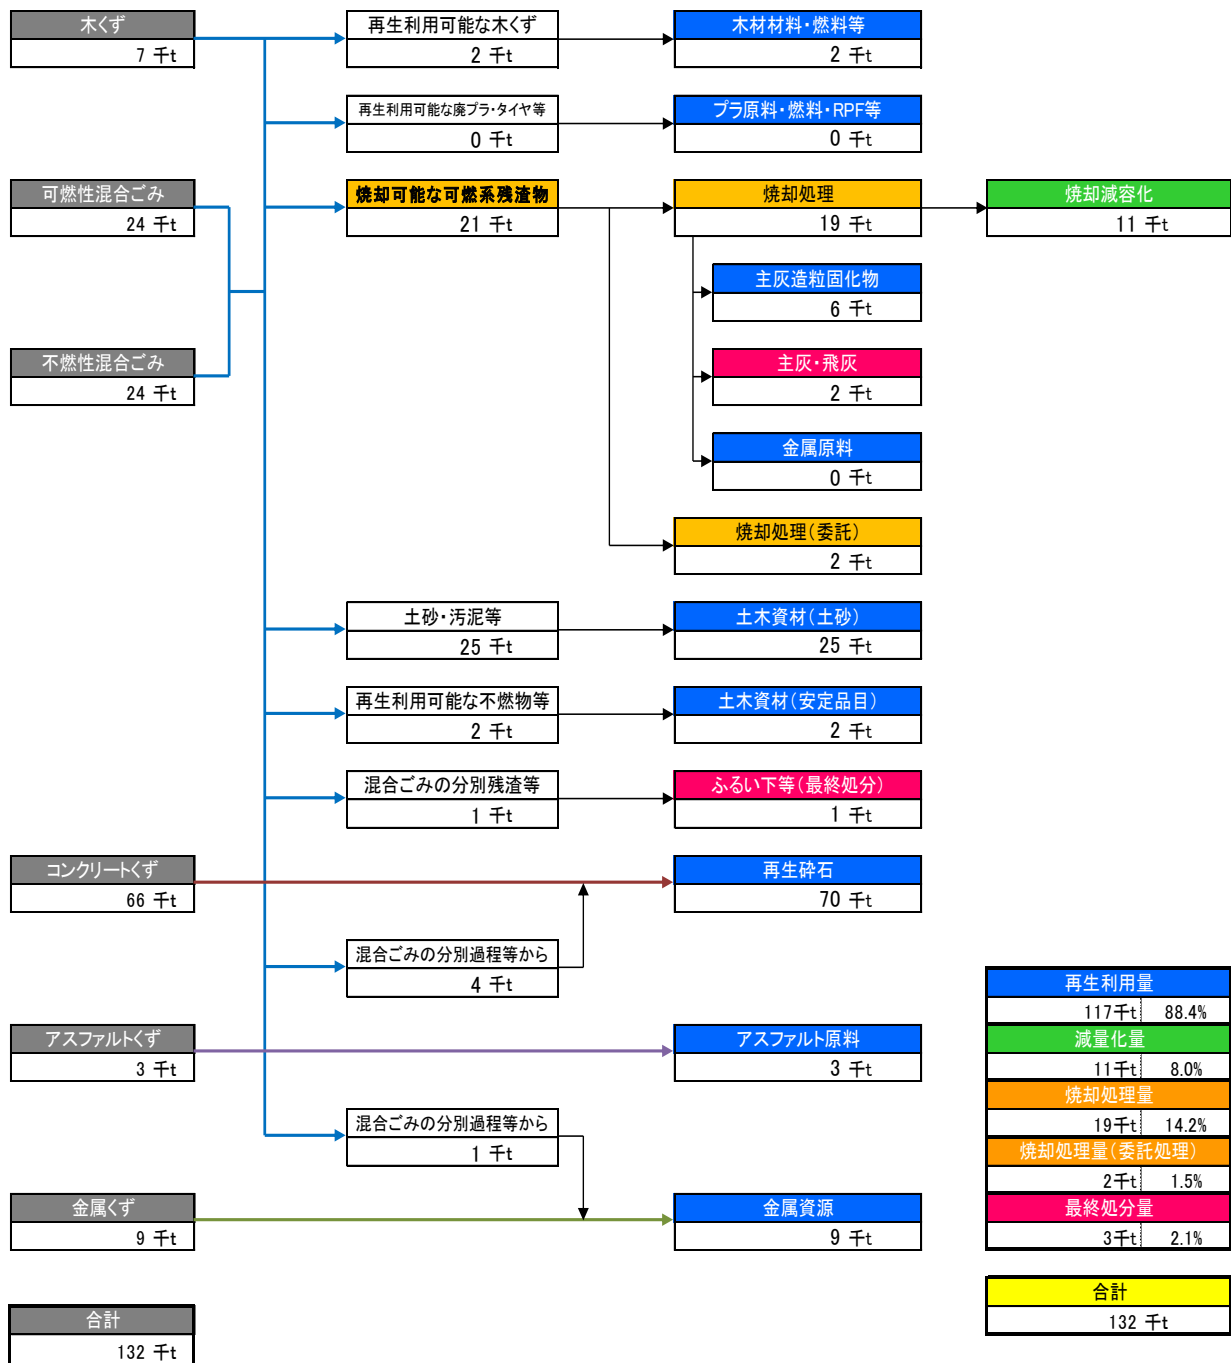 木くず
7 千t
再生利用可能な木くず
2 千t
木材材料・燃料等
2 千t
再生利用可能な廃プラ・タイヤ等
0 千t
プラ原料・燃料・RPF等
0 千t
可燃性混合ごみ
24 千t
焼却可能な可燃系残渣物
21 千t
焼却処理
19 千t
焼却減容化
11 千t
主灰造粒固化物
6 千t
不燃性混合ごみ
24 千t
主灰・飛灰
2 千t
金属原料
0 千t
焼却処理(委託)
2 千t
土砂・汚泥等
25 千t
土木資材(土砂)
25 千t
再生利用可能な不燃物等
2 千t
土木資材(安定品目)
2 千t
混合ごみの分別残渣等
1 千t
ふるい下等(最終処分)
1 千t
コンクリートくず
66 千t
再生砕石
70 千t
混合ごみの分別過程等から
4 千t
アスファルトくず
3 千t
アスファルト原料
3 千t
混合ごみの分別過程等から
1 千t
金属くず
9 千t
金属資源
9 千t
合計
132 千t
再生利用量
117千t 88.4%
減量化量
11千t 8.0%
焼却処理量
19千t 14.2%
焼却処理量(委託処理)
2千t 1.5%
最終処分量
3千t 2.1%
合計
132 千t